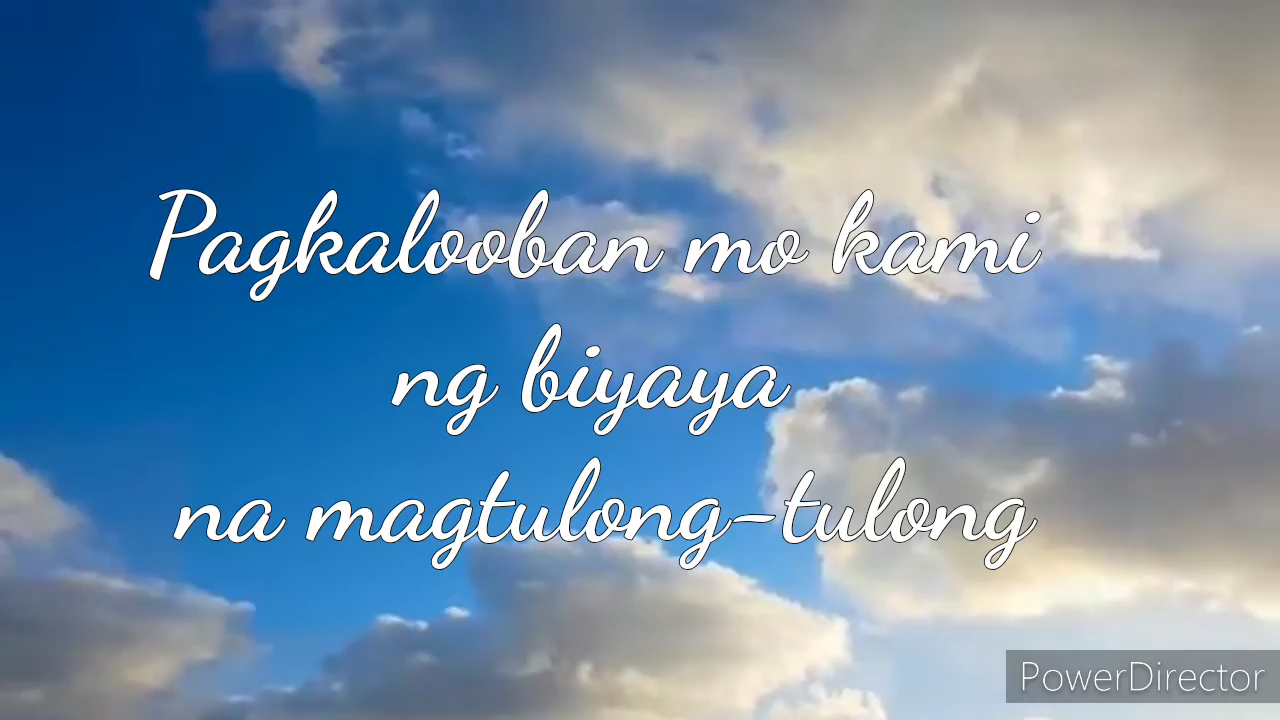 Pagkalooban mo kami
ng biyaya
na magtulong-tulong
PowerDirector